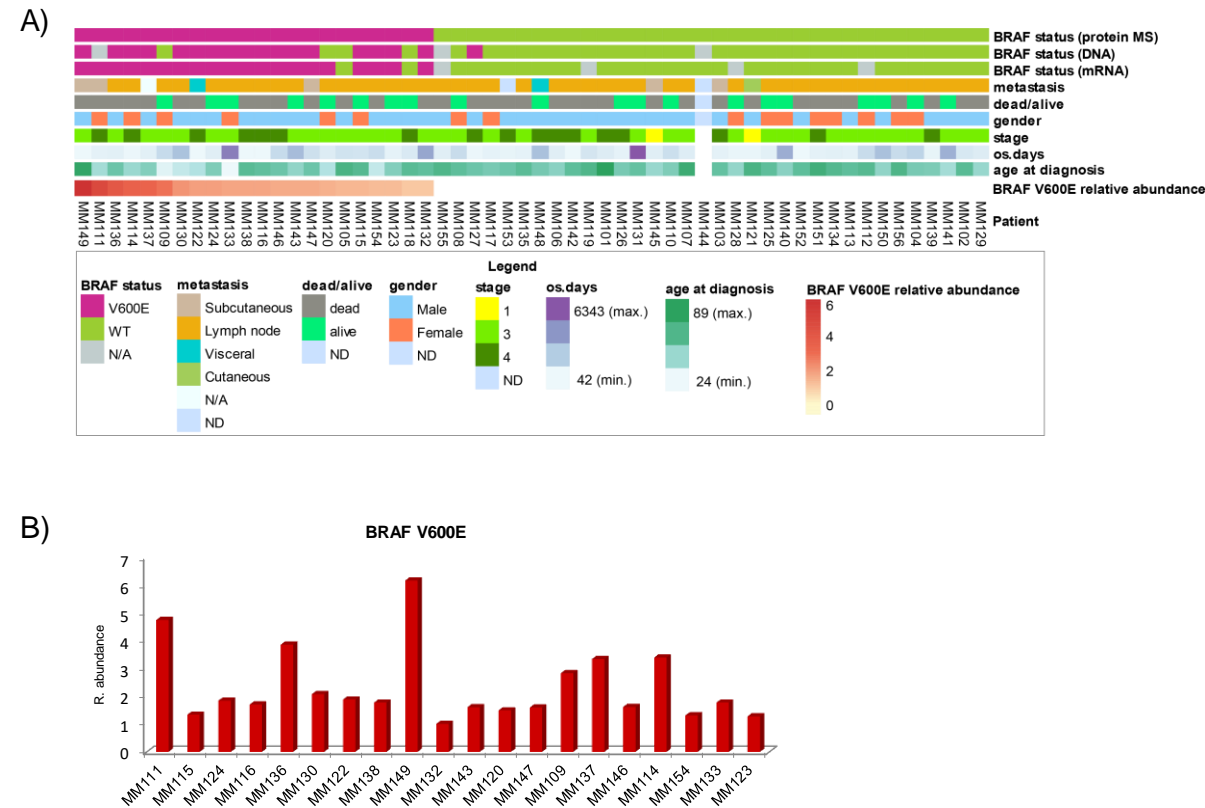 A)
BRAF status (protein MS)
BRAF status (DNA)
BRAF status (mRNA)
metastasis
dead/alive
gender
stage
os.days
age at diagnosis
BRAF V600E relative abundance
MM149 MM111 MM136 MM114 MM137 MM109 MM130 MM122 MM124 MM133 MM138 MM116 MM146 MM143 MM147 MM120 MM105 MM115 MM154 MM123 MM118 MM132 MM155 MM108 MM127 MM117 MM153 MM135 MM148 MM106 MM142 MM119 MM101 MM126 MM131 MM145 MM110 MM107 MM144 MM103 MM128 MM121 MM125 MM140 MM152 MM151 MM134 MM113 MM112 MM150 MM156 MM104 MM139 MM141 MM102 MM129 Patient
Legend
BRAF status
V600E
WT
N/A
metastasis
Subcutaneous
Lymph node
Visceral
Cutaneous
N/A
ND
dead/alive
dead
alive
ND
gender
Male
Female
ND
stage
1
3
4
ND
os.days
6343 (max.)
42 (min.)
age at diagnosis
89 (max.)
24 (min.)
BRAF V600E relative abundance
6
4
2
0
B)
BRAF V600E
R. abundance
7
6
5
4
3
2
1
0
MM111 MM115 MM124 MM116 MM136 MM130 MM122 MM138 MM149 MM132 MM143 MM120 MM147 MM109 MM137 MM146 MM114 MM154 MM133 MM123